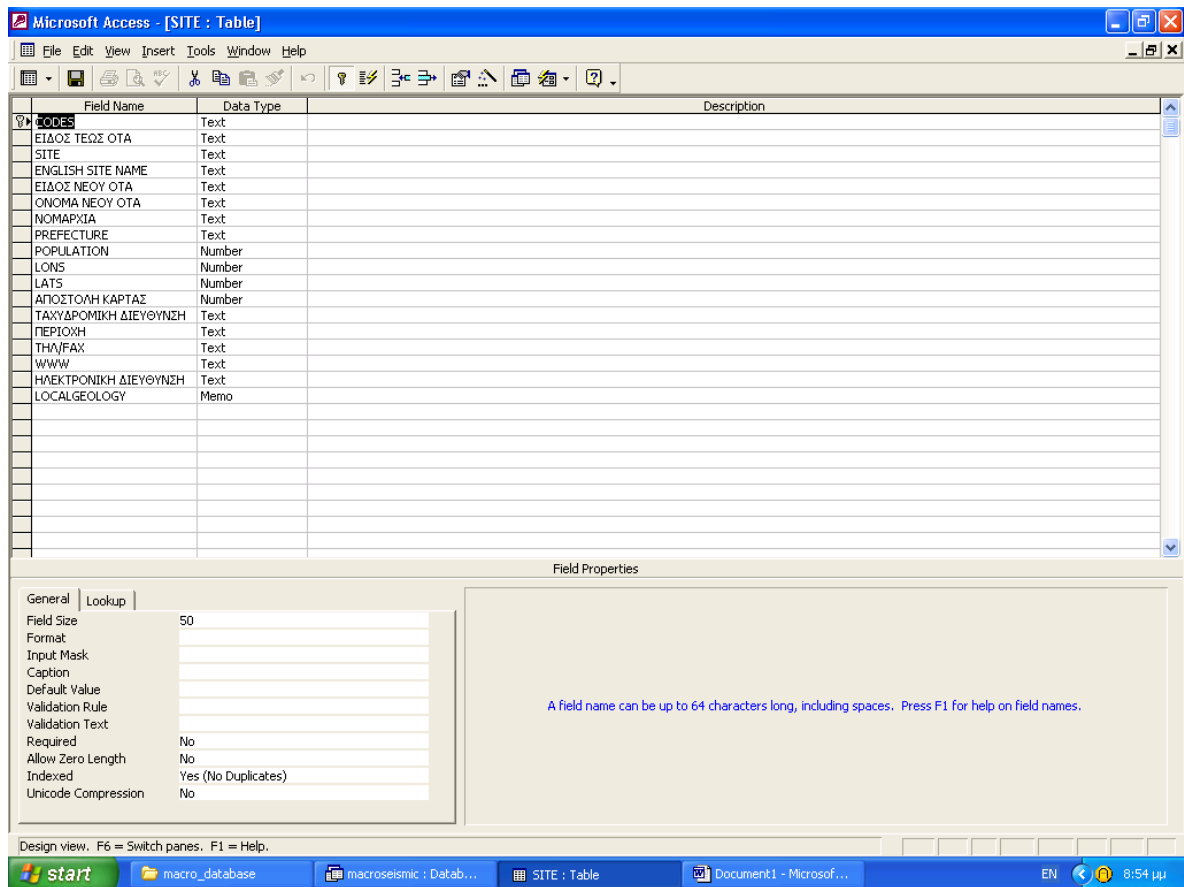 Microsoft Access - [SITE : Table]
File Edit View Insert Tools Window Help
Field Name Data Type Description
CODES Text
ΕΙΔΟΣ ΤΕΩΣ ΟΤΑ Text
SITE Text
ENGLISH SITE NAME Text
ΕΙΔΟΣ ΝΕΟΥ ΟΤΑ Text
ΟΝΟΜΑ ΝΕΟΥ ΟΤΑ Text
ΝΟΜΑΡΧΙΑ Text
PREFECTURE Text
POPULATION Number
LONS Number
LATS Number
ΑΠΟΣΤΟΛΗ ΚΑΡΤΑΣ Number
ΤΑΧΥΔΡΟΜΙΚΗ ΔΙΕΥΘΥΝΣΗ Text
ΠΕΡΙΟΧΗ Text
ΤΗΛ/FAX Text
WWW Text
ΗΛΕΚΤΡΟΝΙΚΗ ΔΙΕΥΘΥΝΣΗ Text
LOCALGEOLOGY Memo
Field Properties
General Lookup
Field Size 50
Format
Input Mask
Caption
Default Value
Validation Rule
Validation Text
Required No
Allow Zero Length No
Indexed Yes (No Duplicates)
Unicode Compression No
A field name can be up to 64 characters long, including spaces. Press F1 for help on field names.
Design view. F6 = Switch panes. F1 = Help.
start macro_database macroseismic : Datab... SITE : Table Document1 - Microsof... EN 8:54 μμ